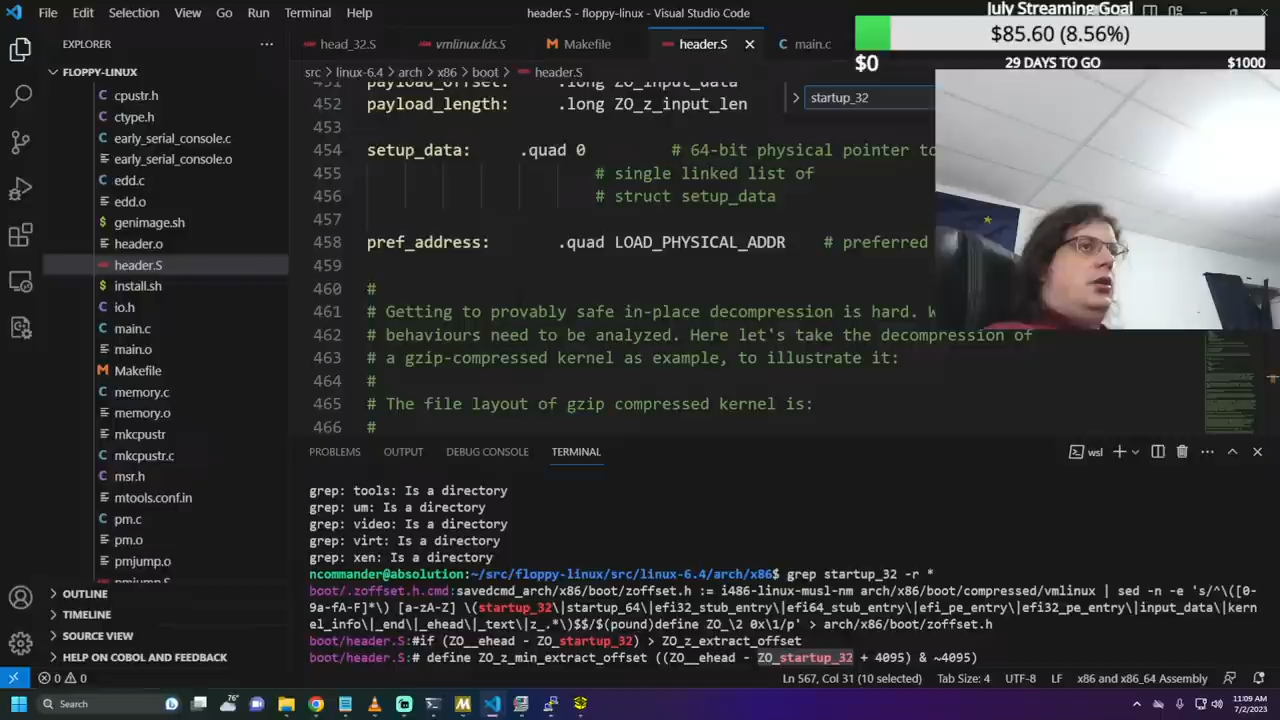 File Edit Selection View Go Run Terminal Help
header.S - floppy-linux - Visual Studio Code
July Streaming Goal
$85.60 (8.56%)
$0 29 DAYS TO GO $1000
EXPLORER
head_32.S vmlinux.lds.S Makefile header.S main.c
FLOPPY-LINUX
src > linux-6.4 > arch > x86 > boot > header.S
startup_32
cpustr.h
ctype.h
early_serial_console.c
early_serial_console.o
edd.c
edd.o
genimage.sh
header.o
header.S
install.sh
io.h
main.c
main.o
Makefile
memory.c
memory.o
mkcpustr
mkcpustr.c
msr.h
mtools.conf.in
pm.c
pm.o
pmjump.o
pmjump.S
OUTLINE
TIMELINE
SOURCE VIEW
HELP ON COBOL AND FUEGO
451 payload_offset: .long ZO_input_data
452 payload_length: .long ZO_z_input_len
453
454 setup_data: .quad 0 # 64-bit physical pointer to
455 # single linked list of
456 # struct setup_data
457
458 pref_address: .quad LOAD_PHYSICAL_ADDR # preferred
459
460 #
461 # Getting to provably safe in-place decompression is hard. W
462 # behaviours need to be analyzed. Here let's take the decompression of
463 # a gzip-compressed kernel as example, to illustrate it:
464 #
465 # The file layout of gzip compressed kernel is:
466 #
PROBLEMS OUTPUT DEBUG CONSOLE TERMINAL
wsl
grep: tools: Is a directory
grep: um: Is a directory
grep: video: Is a directory
grep: virt: Is a directory
grep: xen: Is a directory
ncommander@absolution:~/src/floppy-linux/src/linux-6.4/arch/x86$ grep startup_32 -r *
boot/.zoffset.h.cmd:savedcmd_arch/x86/boot/zoffset.h := i486-linux-musl-nm arch/x86/boot/compressed/vmlinux | sed -n -e 's/^\([0-
9a-fA-F]*\) [a-zA-Z] \(startup_32\|startup_64\|efi32_stub_entry\|efi64_stub_entry\|efi_pe_entry\|efi32_pe_entry\|input_data\|kern
el_info\|_end\|_ehead\|_text\|z_.*\)$$/$(pound)define ZO_\2 0x\1/p' > arch/x86/boot/zoffset.h
boot/header.S:#if (ZO__ehead - ZO_startup_32) > ZO_z_extract_offset
boot/header.S:# define ZO_z_min_extract_offset ((ZO__ehead - ZO_startup_32 + 4095) & ~4095)
0 0 Ln 567, Col 31 (10 selected) Tab Size: 4 UTF-8 LF x86 and x86_64 Assembly
Search 76° 11:09 AM
7/2/2023